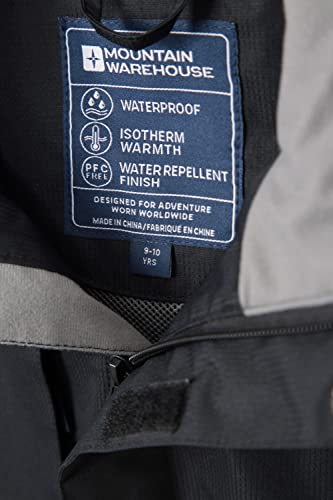 MOUNTAIN
WAREHOUSE
WATERPROOF
ISOTHERM
WARMTH
PFC
FREE
WATER REPELLENT
FINISH
DESIGNED FOR ADVENTURE
WORN WORLDWIDE
MADE IN CHINA/FABRIQUÉ EN CHINE
9-10
YRS